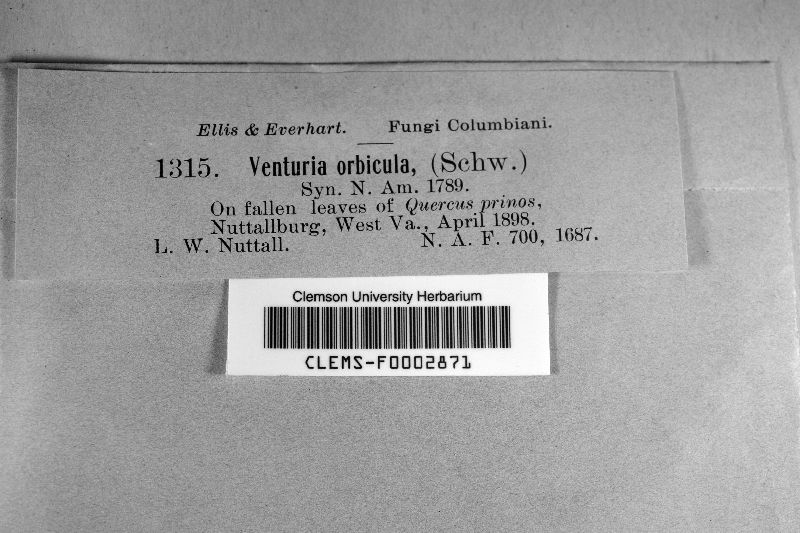 Ellis & Everhart. Fungi Columbiani.
1315. Venturia orbicula, (Schw.)
Syn. N. Am. 1789.
On fallen leaves of Quercus prinos,
Nuttallburg, West Va., April 1898.
L. W. Nuttall. N. A. F. 700, 1687.
Clemson University Herbarium
CLEMS-F0002871